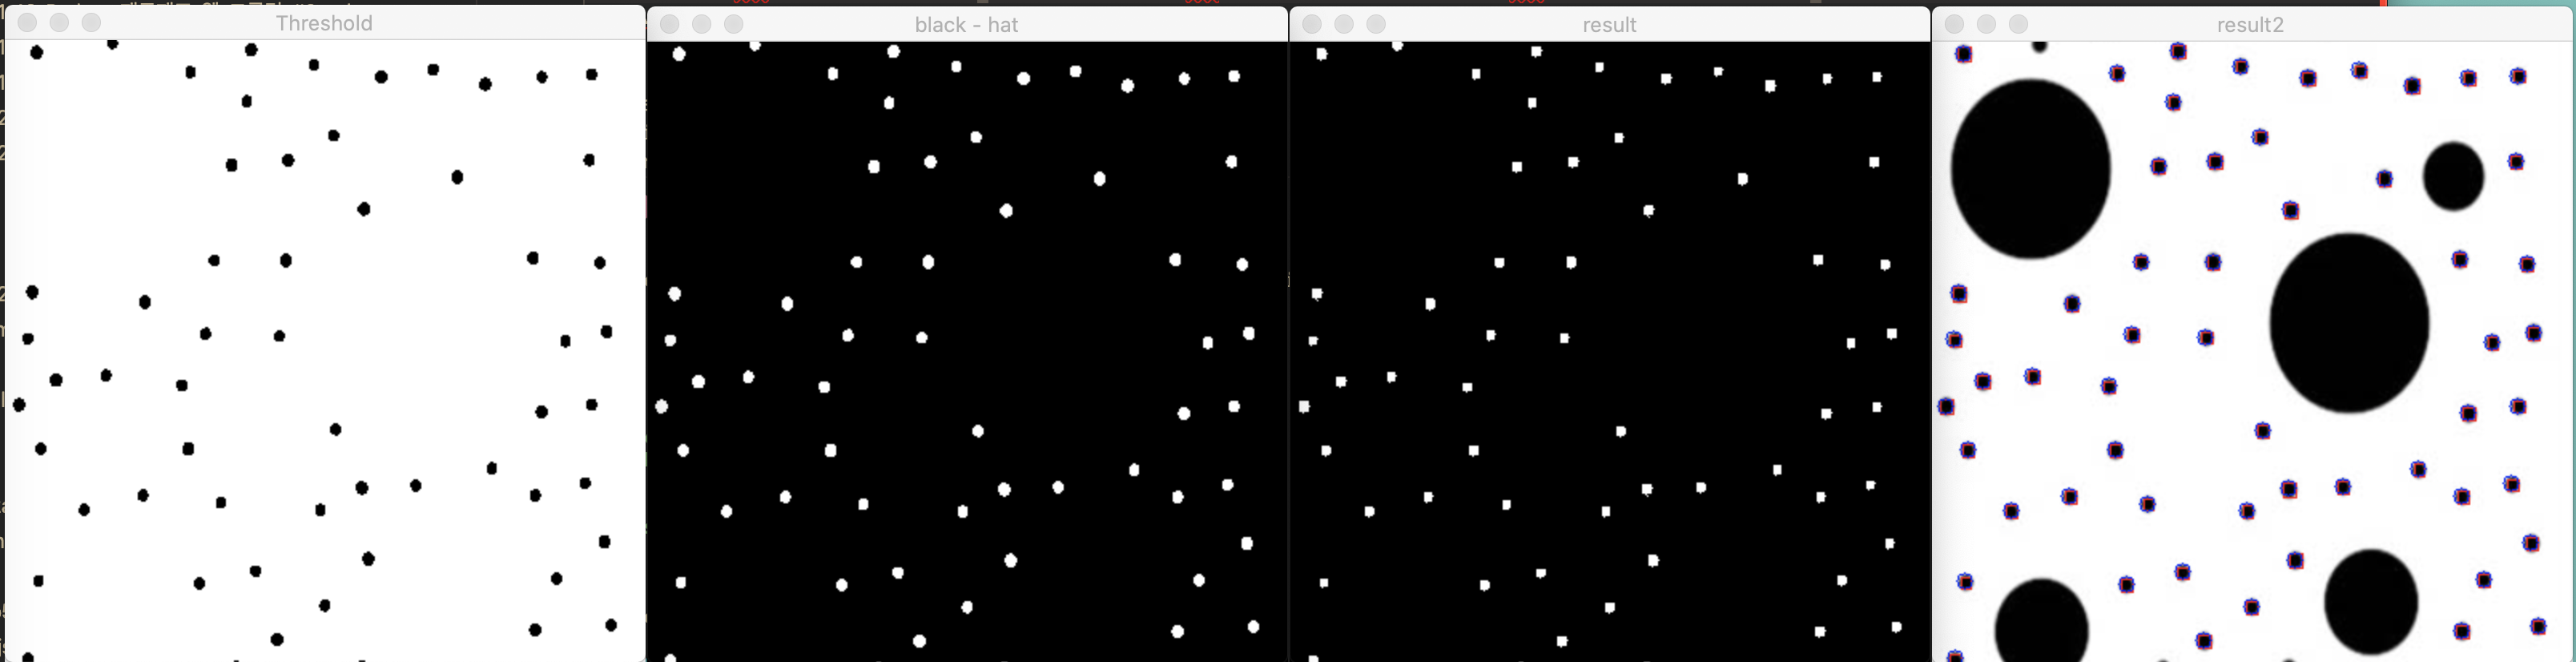 Threshold
black - hat
result
result2